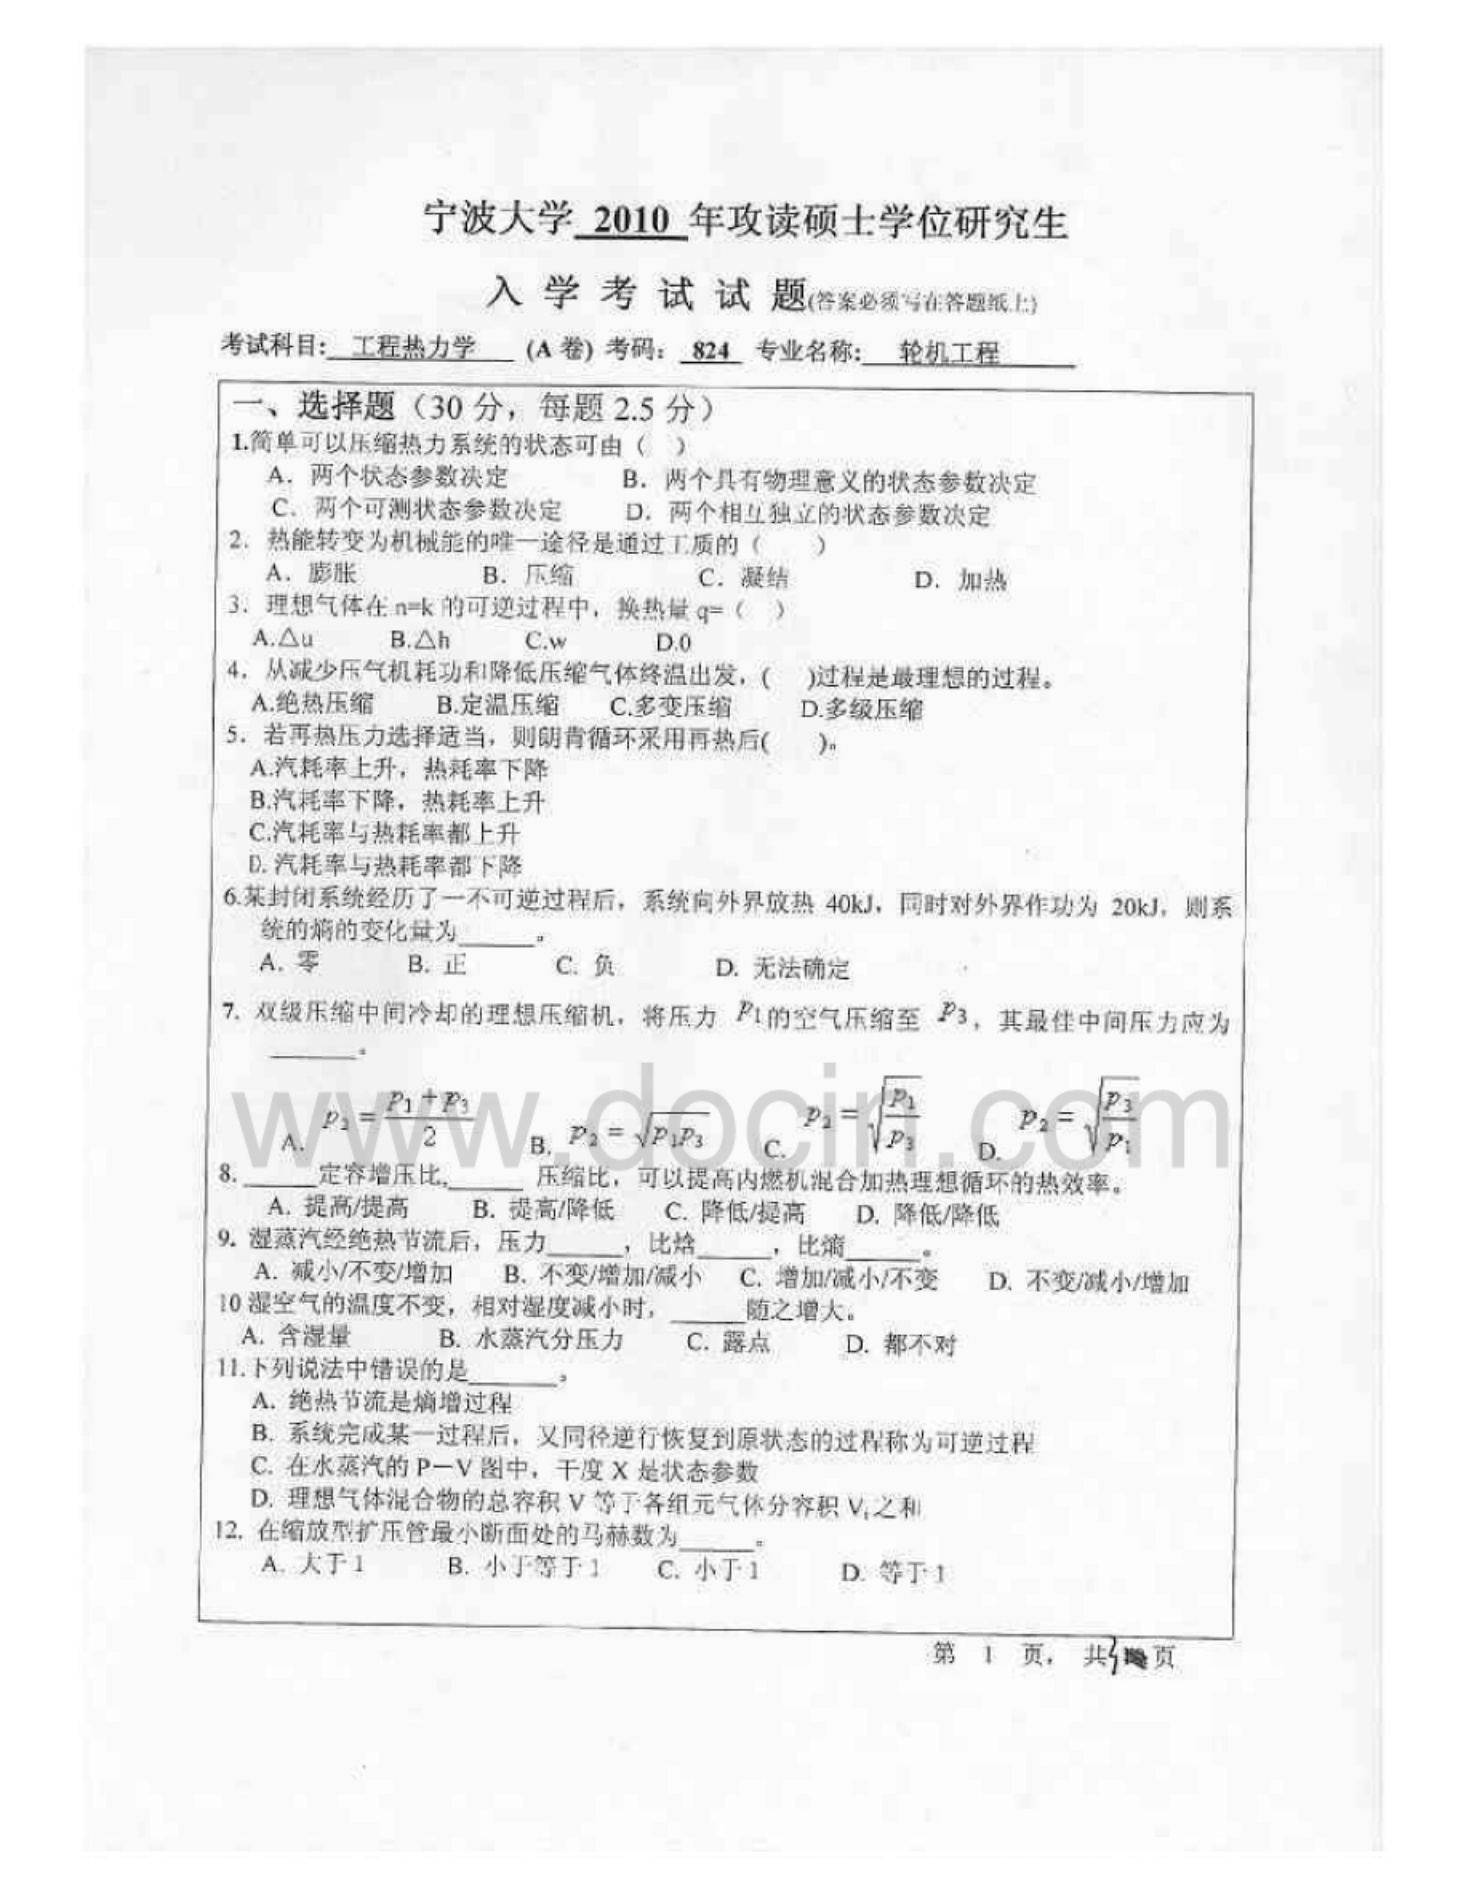 宁波大学 2010 年攻读硕士学位研究生
入 学 考 试 试 题(答案必须写在答题纸上)
考试科目: 工程热力学 (A 卷) 考码: 824 专业名称: 轮机工程
一、选择题（30 分，每题 2.5 分）
1.简单可以压缩热力系统的状态可由（ ）
A．两个状态参数决定 B．两个具有物理意义的状态参数决定
C．两个可测状态参数决定 D．两个相互独立的状态参数决定
2．热能转变为机械能的唯一途径是通过工质的（ ）
A．膨胀 B．压缩 C．凝结 D．加热
3．理想气体在 n=k 的可逆过程中，换热量 q=（ ）
A.△u B.△h C.w D.0
4．从减少压气机耗功和降低压缩气体终温出发，( )过程是最理想的过程。
A.绝热压缩 B.定温压缩 C.多变压缩 D.多级压缩
5．若再热压力选择适当，则朗肯循环采用再热后( )。
A.汽耗率上升，热耗率下降
B.汽耗率下降，热耗率上升
C.汽耗率与热耗率都上升
D.汽耗率与热耗率都下降
6.某封闭系统经历了一不可逆过程后，系统向外界放热 40kJ，同时对外界作功为 20kJ，则系
统的熵的变化量为______。
A. 零 B. 正 C. 负 D. 无法确定
7. 双级压缩中间冷却的理想压缩机，将压力 p1的空气压缩至 p3，其最佳中间压力应为
______。
A. p2=(p1+p3)/2 B. p2=√(p1p3) C. p2=√(p1/p3) D. p2=√(p3/p1)
8. ______定容增压比,______ 压缩比，可以提高内燃机混合加热理想循环的热效率。
A. 提高/提高 B. 提高/降低 C. 降低/提高 D. 降低/降低
9. 湿蒸汽经绝热节流后，压力______，比焓______，比熵______。
A. 减小/不变/增加 B. 不变/增加/减小 C. 增加/减小/不变 D. 不变/减小/增加
10 湿空气的温度不变，相对湿度减小时，______随之增大。
A. 含湿量 B. 水蒸汽分压力 C. 露点 D. 都不对
11.下列说法中错误的是______。
A. 绝热节流是熵增过程
B. 系统完成某一过程后，又同径逆行恢复到原状态的过程称为可逆过程
C. 在水蒸汽的 P－V 图中，干度 X 是状态参数
D. 理想气体混合物的总容积 V 等于各组元气体分容积 Vi之和
12. 在缩放型扩压管最小断面处的马赫数为______。
A. 大于 1 B. 小于等于 1 C. 小于 1 D. 等于 1
第 1 页，共 页
www.docin.com